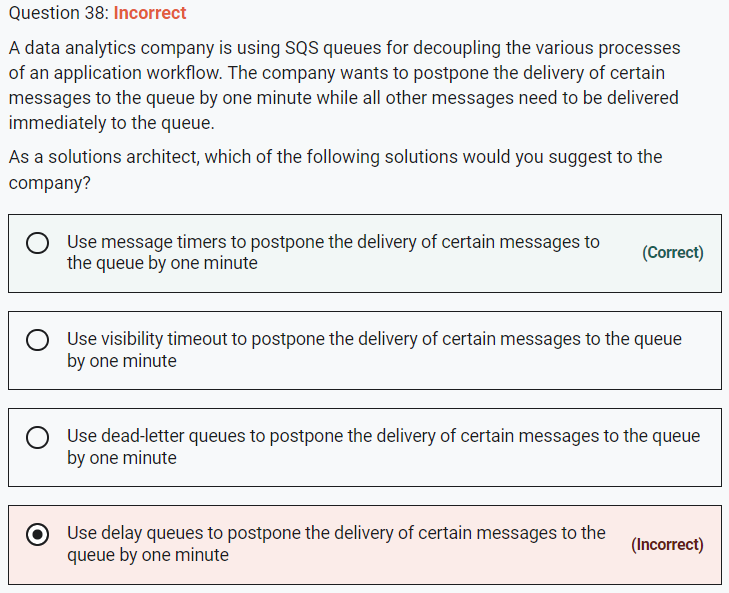 Question 38: Incorrect
A data analytics company is using SQS queues for decoupling the various processes
of an application workflow. The company wants to postpone the delivery of certain
messages to the queue by one minute while all other messages need to be delivered
immediately to the queue.
As a solutions architect, which of the following solutions would you suggest to the
company?
Use message timers to postpone the delivery of certain messages to
the queue by one minute
(Correct)
Use visibility timeout to postpone the delivery of certain messages to the queue
by one minute
Use dead-letter queues to postpone the delivery of certain messages to the queue
by one minute
Use delay queues to postpone the delivery of certain messages to the
queue by one minute
(Incorrect)